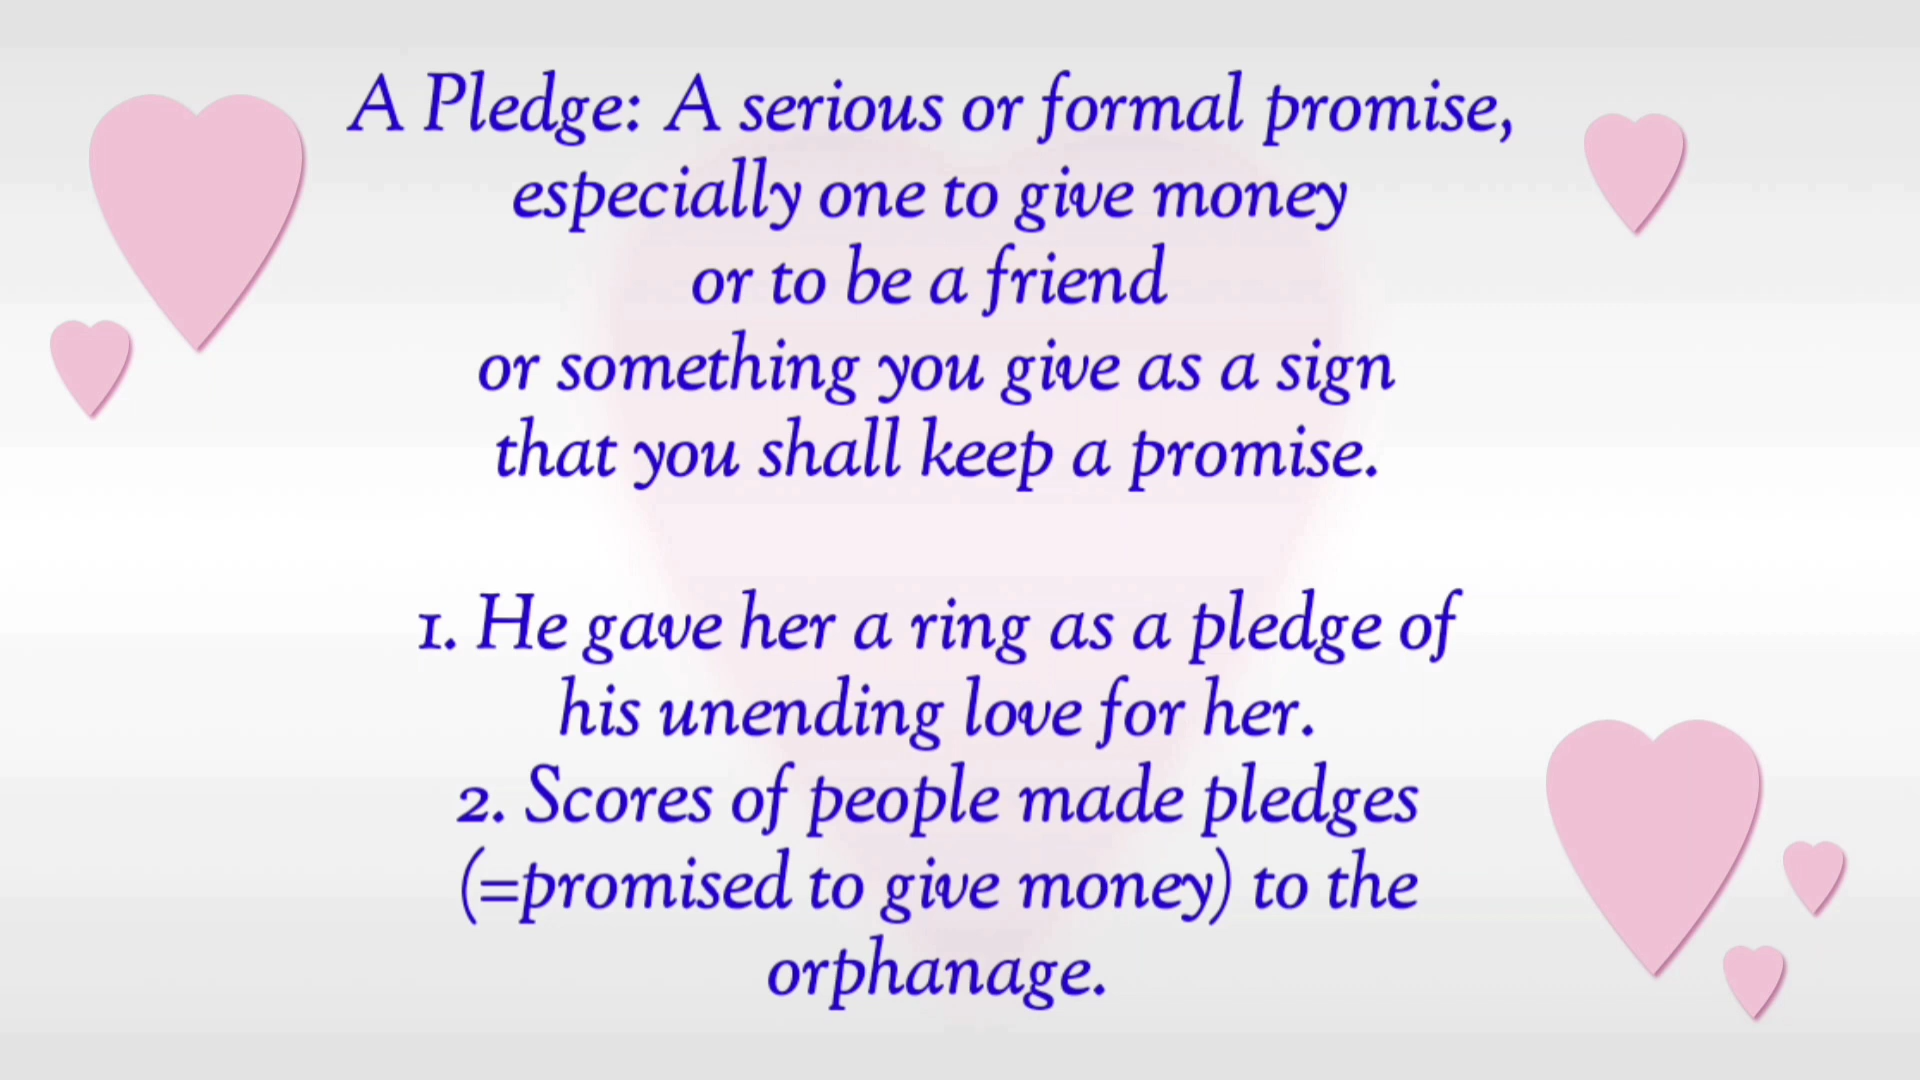 A Pledge: A serious or formal promise,
especially one to give money
or to be a friend
or something you give as a sign
that you shall keep a promise.
1. He gave her a ring as a pledge of
his unending love for her.
2. Scores of people made pledges
(=promised to give money) to the
orphanage.